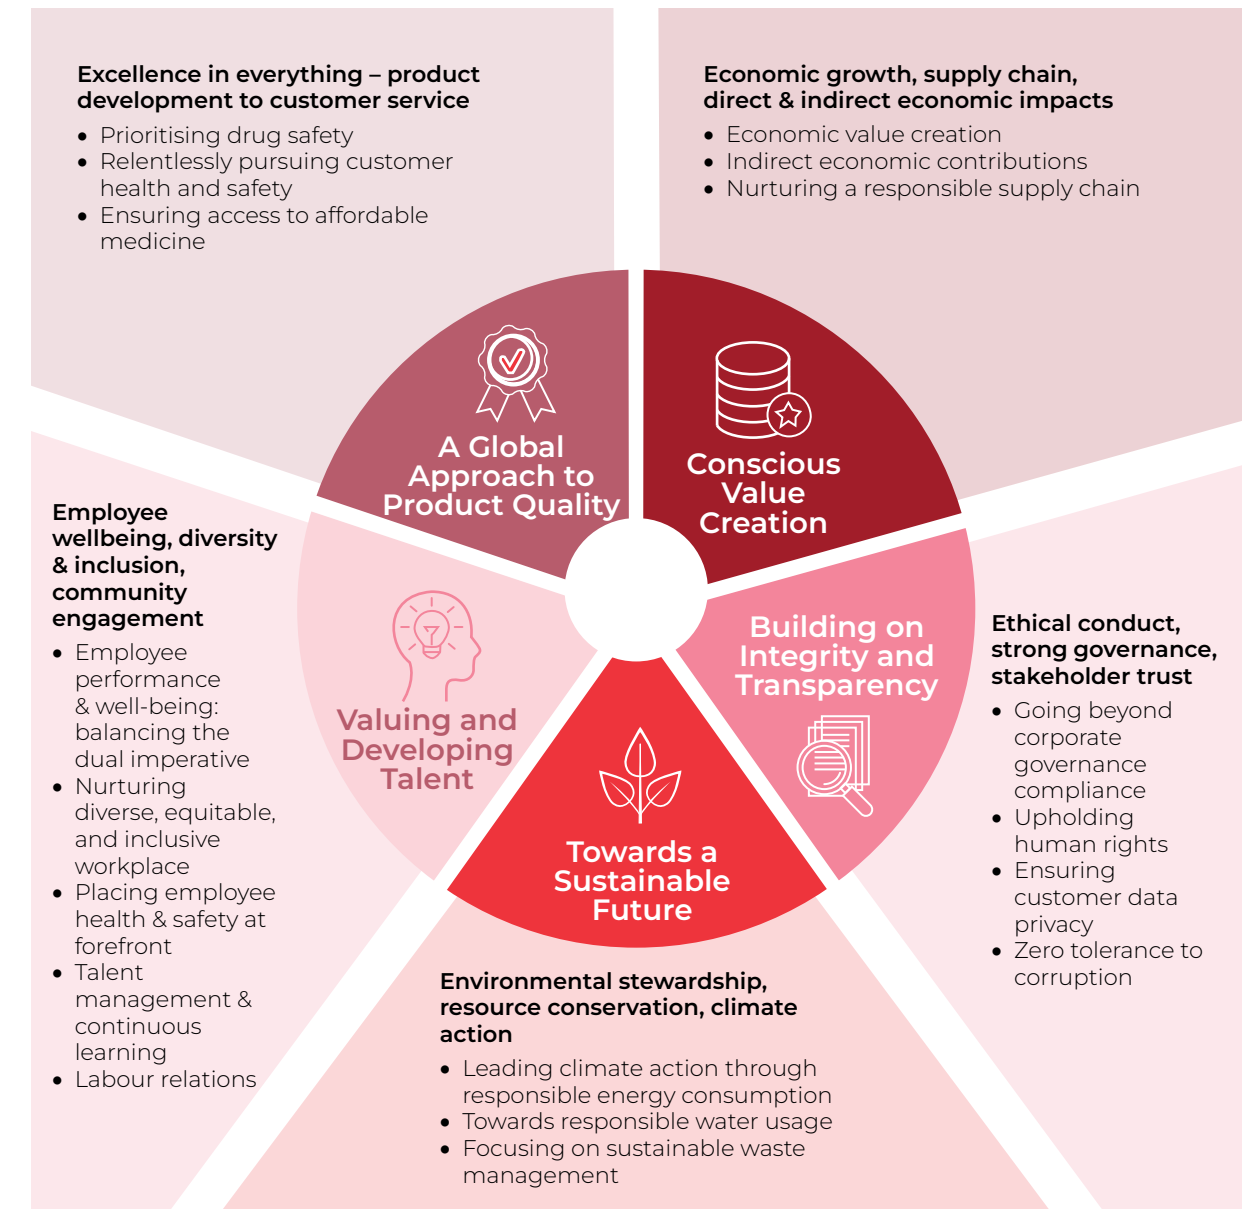 Excellence in everything – product
development to customer service
• Prioritising drug safety
• Relentlessly pursuing customer
health and safety
• Ensuring access to affordable
medicine
Economic growth, supply chain,
direct & indirect economic impacts
• Economic value creation
• Indirect economic contributions
• Nurturing a responsible supply chain
A Global
Approach to
Product Quality
Conscious
Value
Creation
Employee
wellbeing, diversity
& inclusion,
community
engagement
• Employee
performance
& well-being:
balancing the
dual imperative
• Nurturing
diverse, equitable,
and inclusive
workplace
• Placing employee
health & safety at
forefront
• Talent
management &
continuous
learning
• Labour relations
Valuing and
Developing
Talent
Building on
Integrity and
Transparency
Ethical conduct,
strong governance,
stakeholder trust
• Going beyond
corporate
governance
compliance
• Upholding
human rights
• Ensuring
customer data
privacy
• Zero tolerance to
corruption
Towards a
Sustainable
Future
Environmental stewardship,
resource conservation, climate
action
• Leading climate action through
responsible energy consumption
• Towards responsible water usage
• Focusing on sustainable waste
management